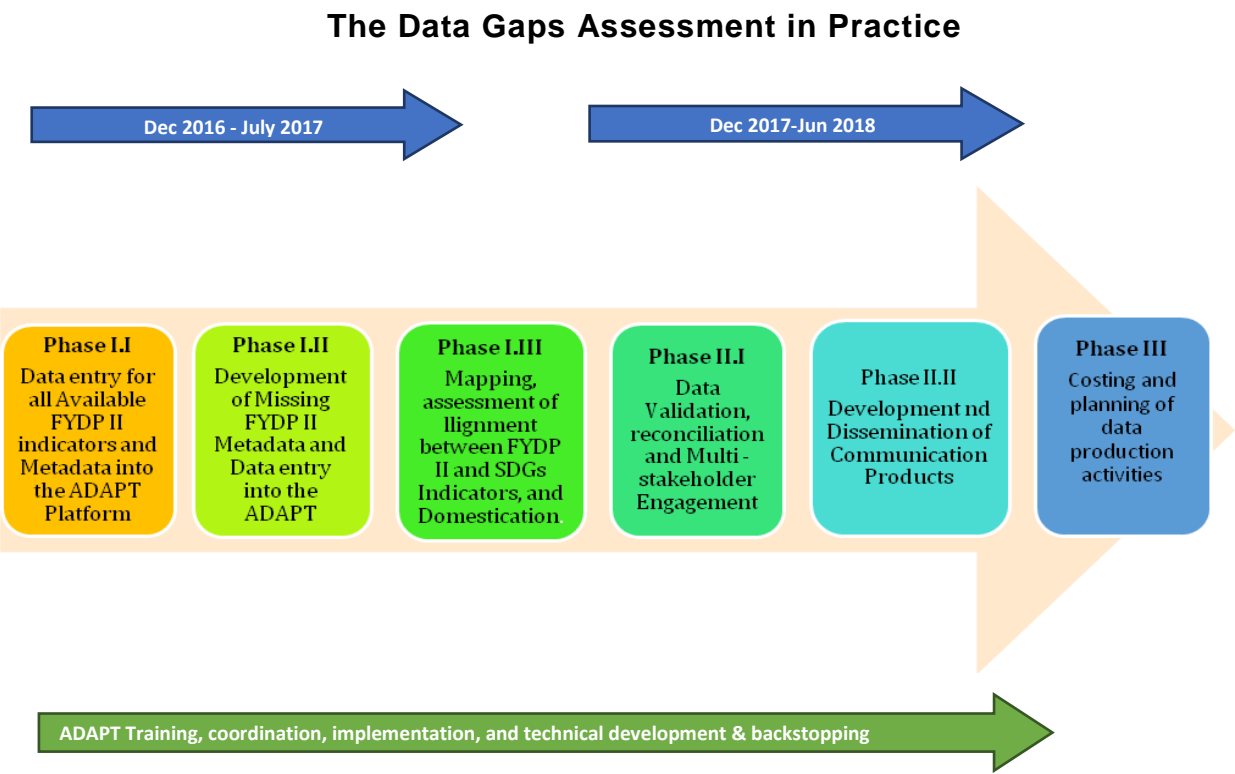 The Data Gaps Assessment in Practice
Dec 2016 - July 2017
Dec 2017-Jun 2018
Phase I.I
Data entry for
all Available
FYDP II
indicators and
Metadata into
the ADAPT
Platform
Phase I.II
Development
of Missing
FYDP II
Metadata and
Data entry
into the
ADAPT
Phase I.III
Mapping,
assessment of
llignment
between FYDP
II and SDGs
Indicators, and
Domestication.
Phase II.I
Data
Validation,
reconciliation
and Multi -
stakeholder
Engagement
Phase II.II
Development nd
Dissemination of
Communication
Products
Phase III
Costing and
planning of
data
production
activities
ADAPT Training, coordination, implementation, and technical development & backstopping